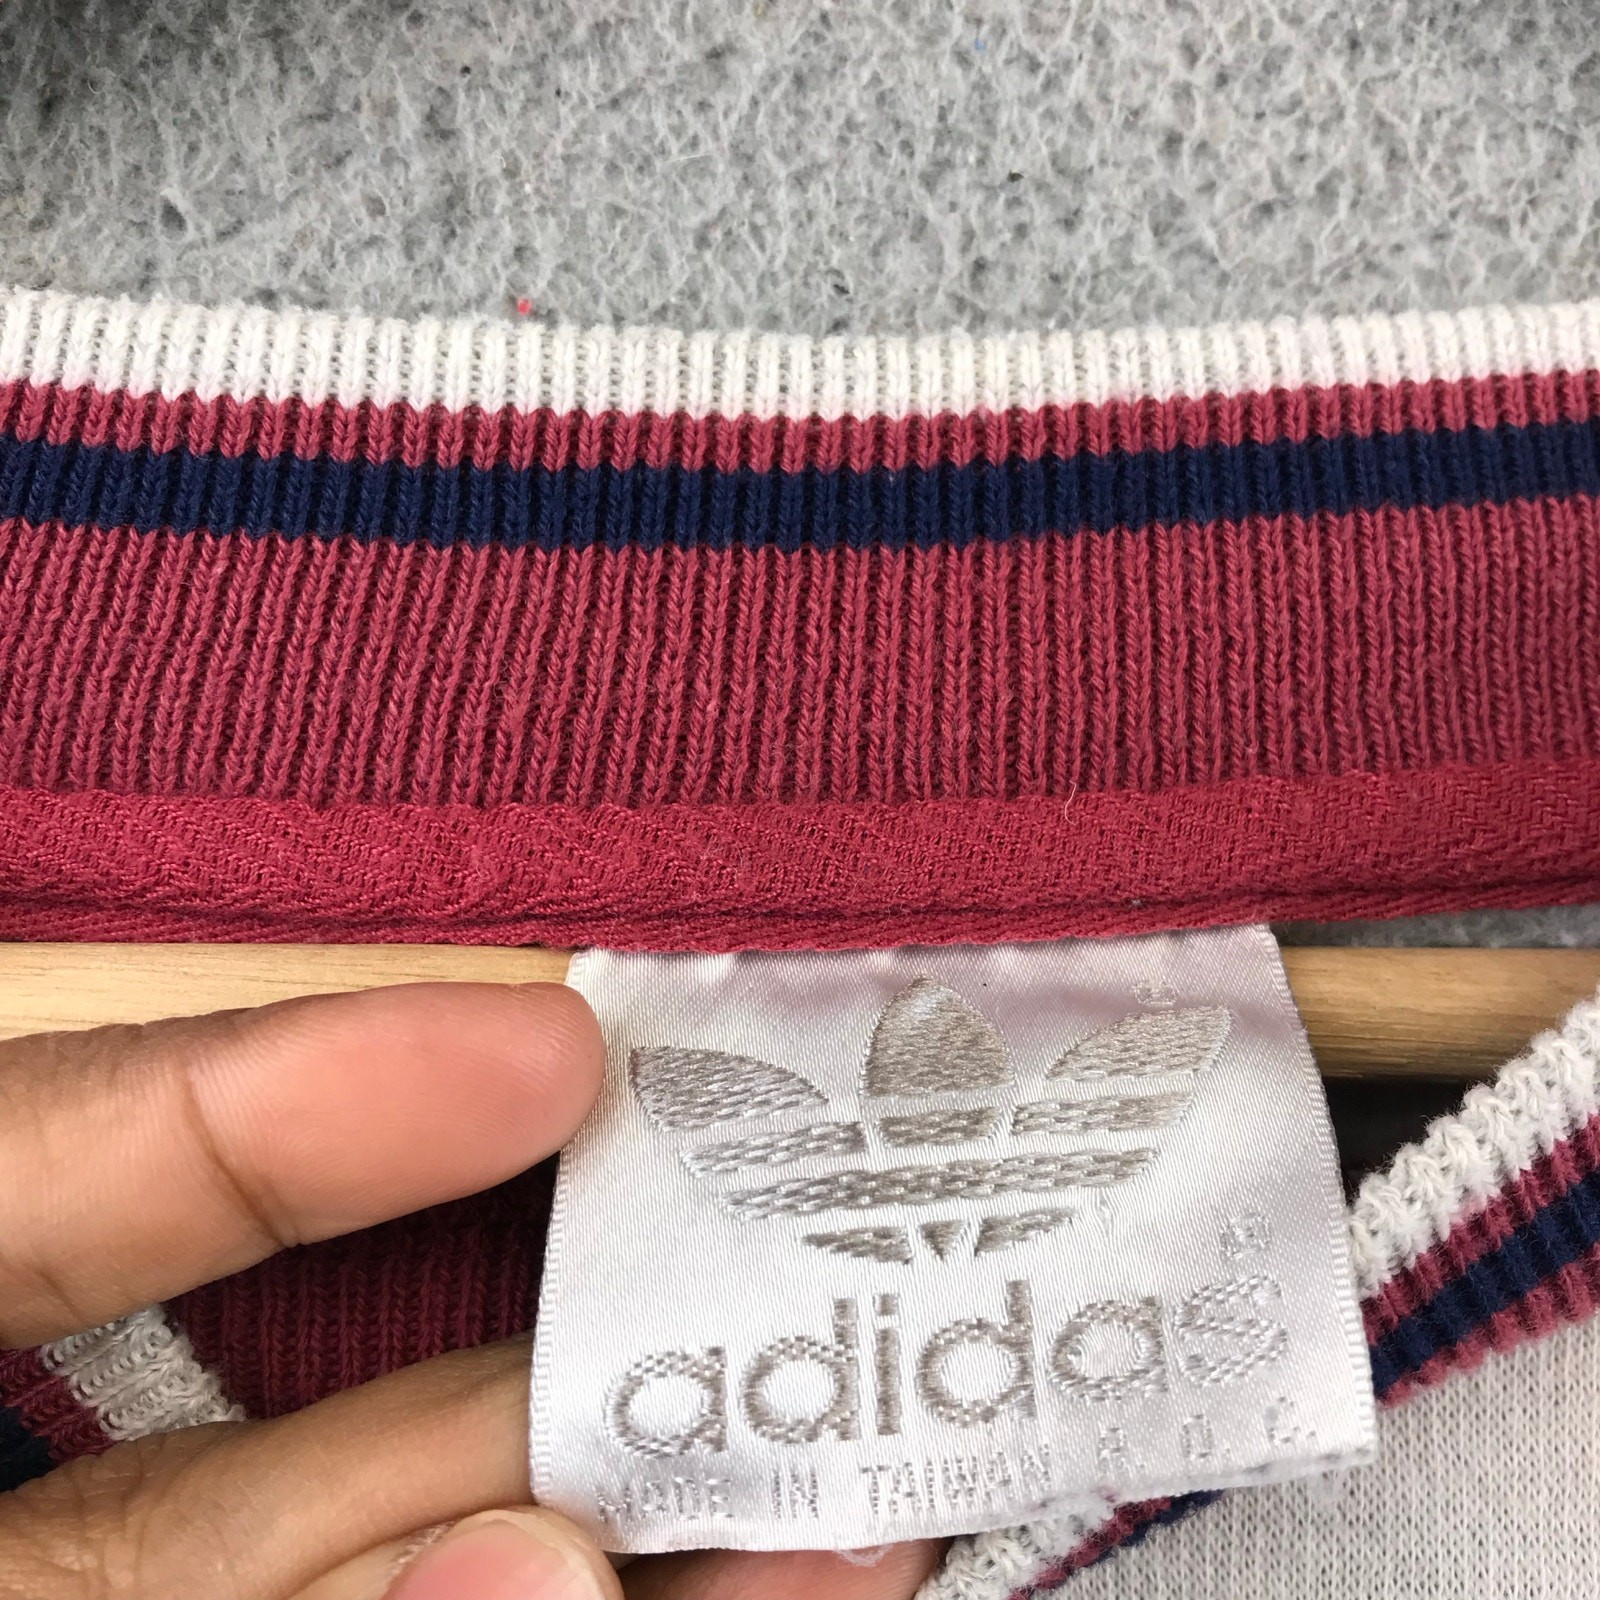 ®
®
adidas
MADE IN TAIWAN R. O. C.